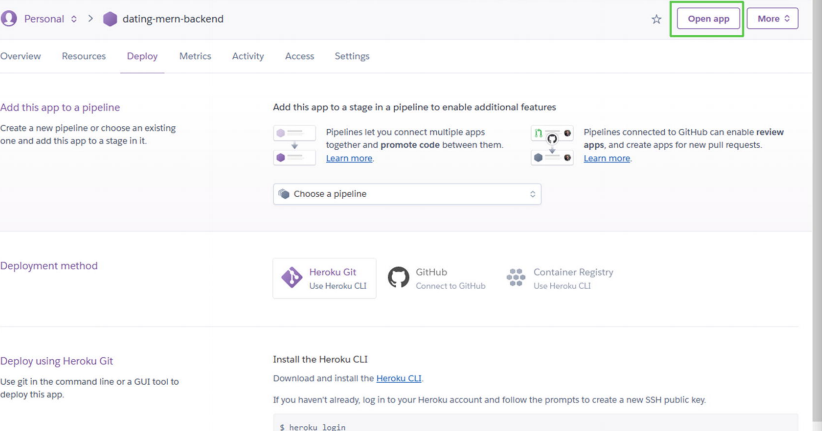 Personal > dating-mern-backend Open app More
Overview Resources Deploy Metrics Activity Access Settings
Add this app to a pipeline
Create a new pipeline or choose an existing
one and add this app to a stage in it.
Add this app to a stage in a pipeline to enable additional features
Pipelines let you connect multiple apps
together and promote code between them.
Learn more.
Pipelines connected to GitHub can enable review
apps, and create apps for new pull requests.
Learn more.
Choose a pipeline
Deployment method
Heroku Git
Use Heroku CLI
GitHub
Connect to GitHub
Container Registry
Use Heroku CLI
Deploy using Heroku Git
Use git in the command line or a GUI tool to
deploy this app.
Install the Heroku CLI
Download and install the Heroku CLI.
If you haven't already, log in to your Heroku account and follow the prompts to create a new SSH public key.
$ heroku login